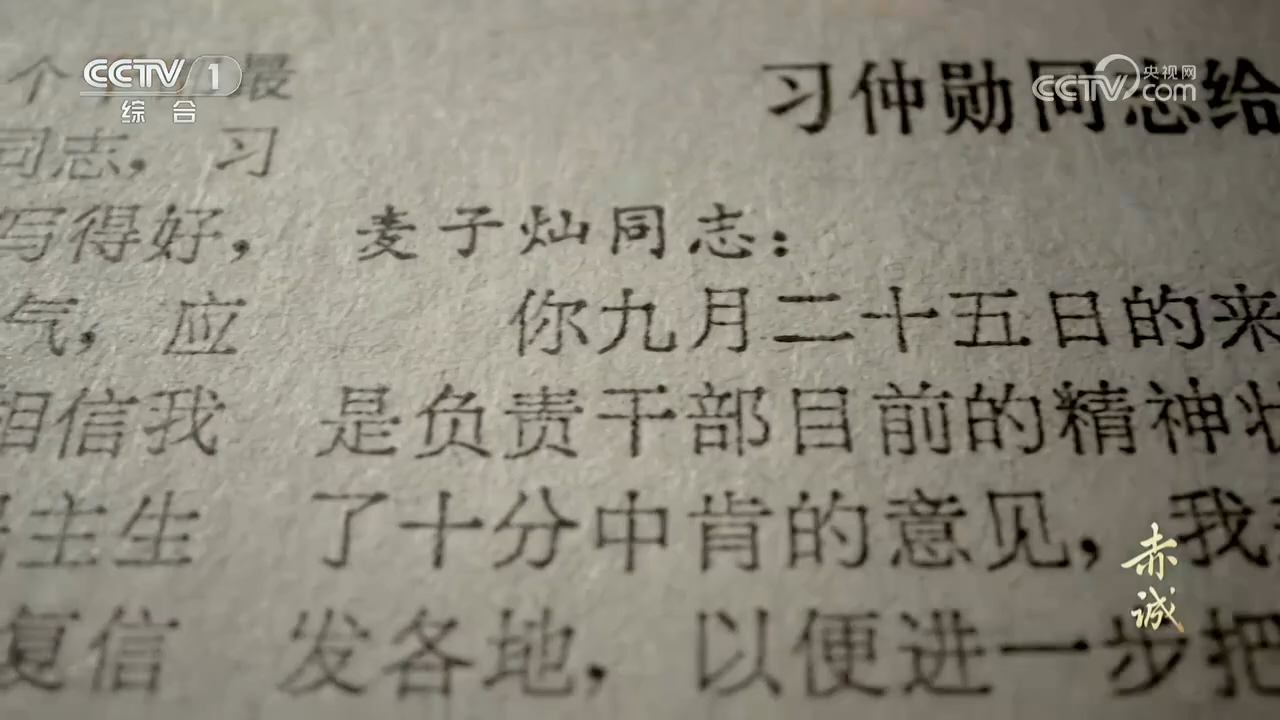 CCTV 1
综合
央视网
CCTV.com
个
最
同志，习
写得好，
气，应
相信我
主生
复信
习仲勋同志给
麦子灿同志：
你九月二十五日的来
是负责干部目前的精神状
了十分中肯的意见，我
发各地，以便进一步把
赤诚